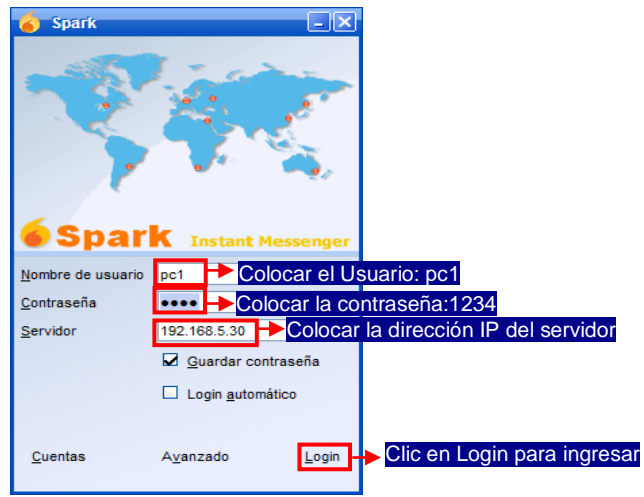 Spark
Spark Instant Messenger
Nombre de usuario pc1 Colocar el Usuario: pc1
Contraseña •••• Colocar la contraseña:1234
Servidor 192.168.5.30 Colocar la dirección IP del servidor
Guardar contraseña
Login automático
Cuentas Avanzado Login Clic en Login para ingresar